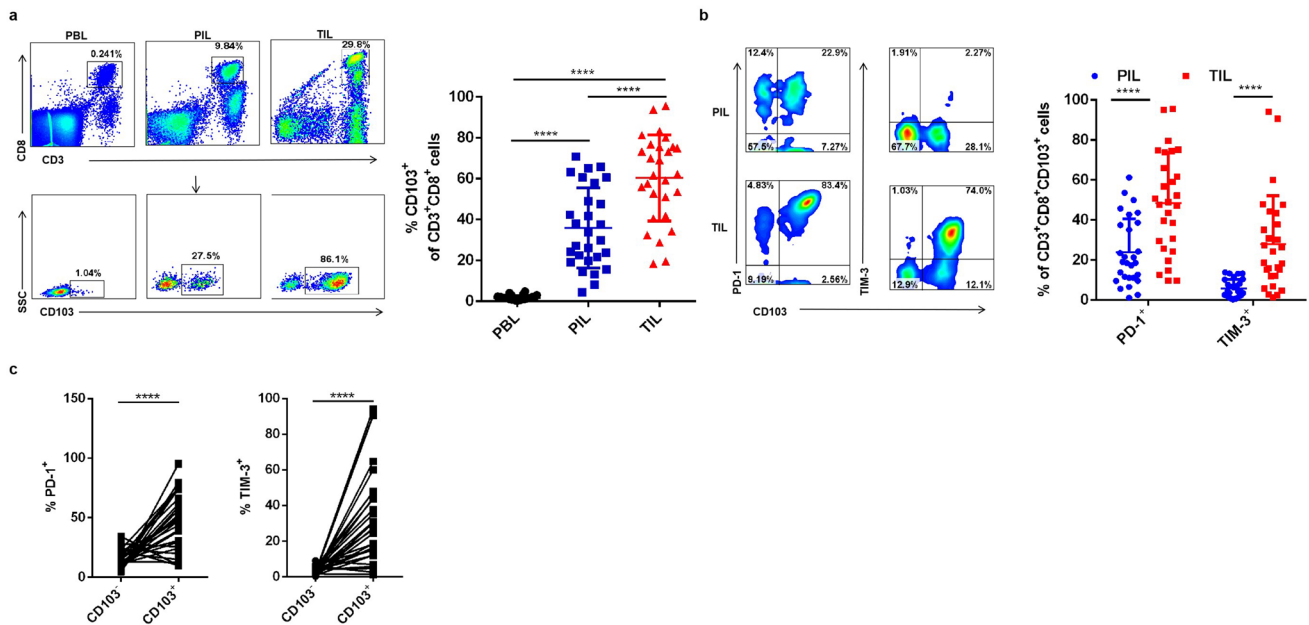 a
PBL
PIL
TIL
0.241%
9.84%
29.8%
CD8
CD3
1.04%
27.5%
86.1%
SSC
CD103
% CD103+
of CD3+CD8+ cells
100
80
60
40
20
0
****
****
****
PBL
PIL
TIL
b
12.4%
22.9%
1.91%
2.27%
PIL
57.5%
7.27%
67.7%
28.1%
4.83%
83.4%
1.03%
74.0%
TIL
9.19%
2.56%
12.9%
12.1%
PD-1
TIM-3
CD103
PIL
TIL
% of CD3+CD8+CD103+ cells
100
80
60
40
20
0
****
****
PD-1+
TIM-3+
c
% PD-1+
150
100
50
0
****
CD103-
CD103+
% TIM-3+
100
80
60
40
20
0
****
CD103-
CD103+